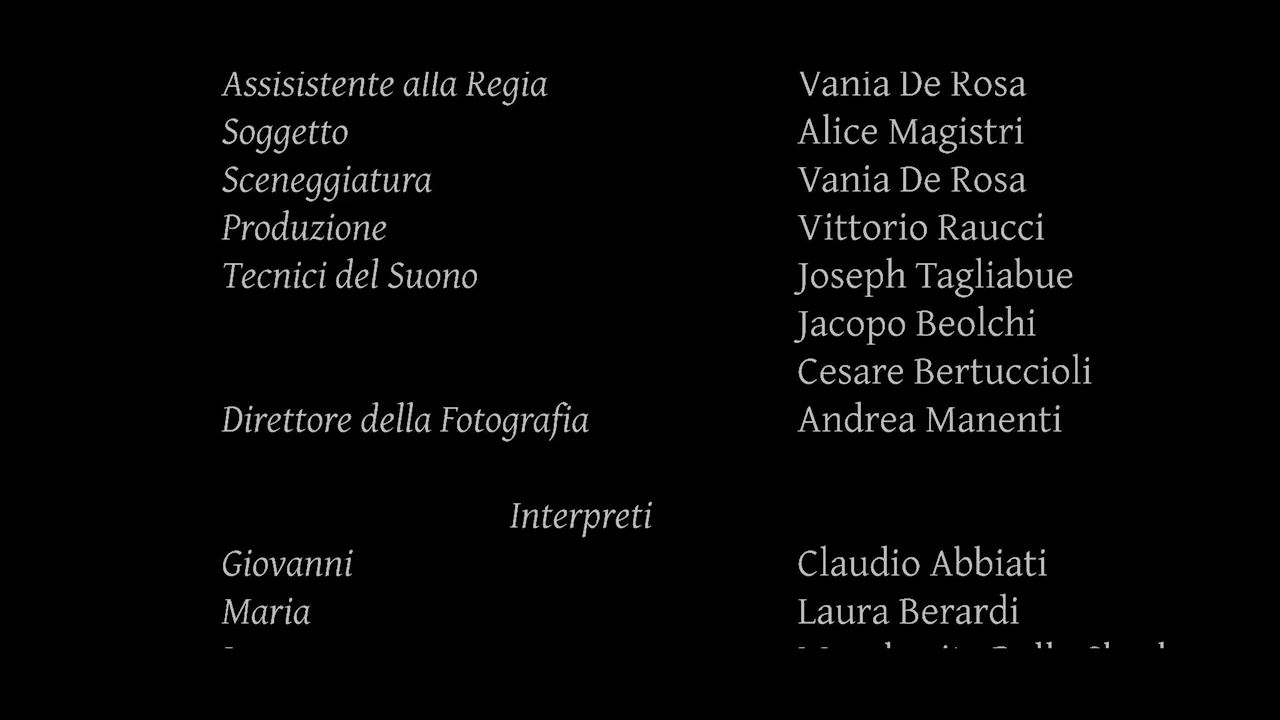 Assisistente alla Regia Vania De Rosa
Soggetto Alice Magistri
Sceneggiatura Vania De Rosa
Produzione Vittorio Raucci
Tecnici del Suono Joseph Tagliabue
Jacopo Beolchi
Cesare Bertuccioli
Direttore della Fotografia Andrea Manenti
Interpreti
Giovanni Claudio Abbiati
Maria Laura Berardi